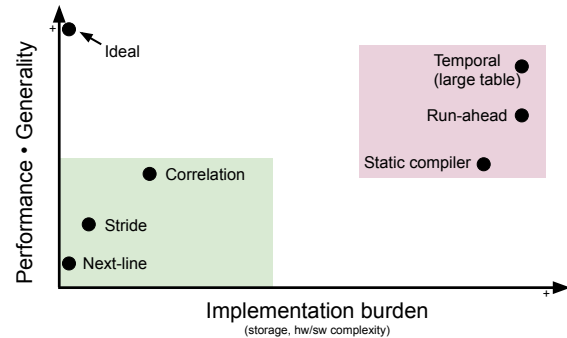 +
Ideal
Performance • Generality
Temporal
(large table)
Run-ahead
Static compiler
Correlation
Stride
Next-line
+
Implementation burden
(storage, hw/sw complexity)